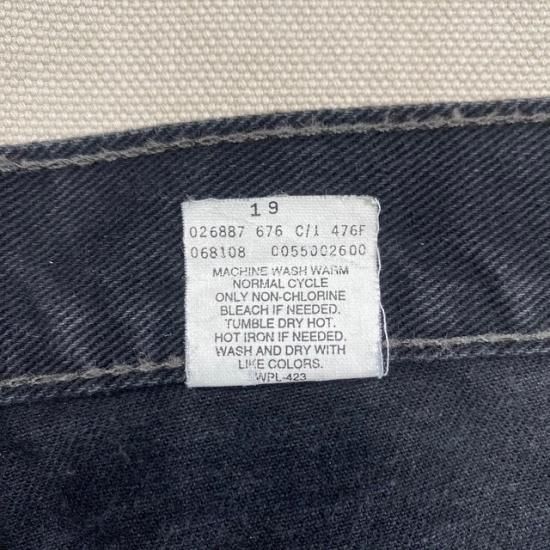 19
026887 676 C/1 476F
068108 0055002600
MACHINE WASH WARM
NORMAL CYCLE
ONLY NON-CHLORINE
BLEACH IF NEEDED.
TUMBLE DRY HOT.
HOT IRON IF NEEDED.
WASH AND DRY WITH
LIKE COLORS.
WPL-423